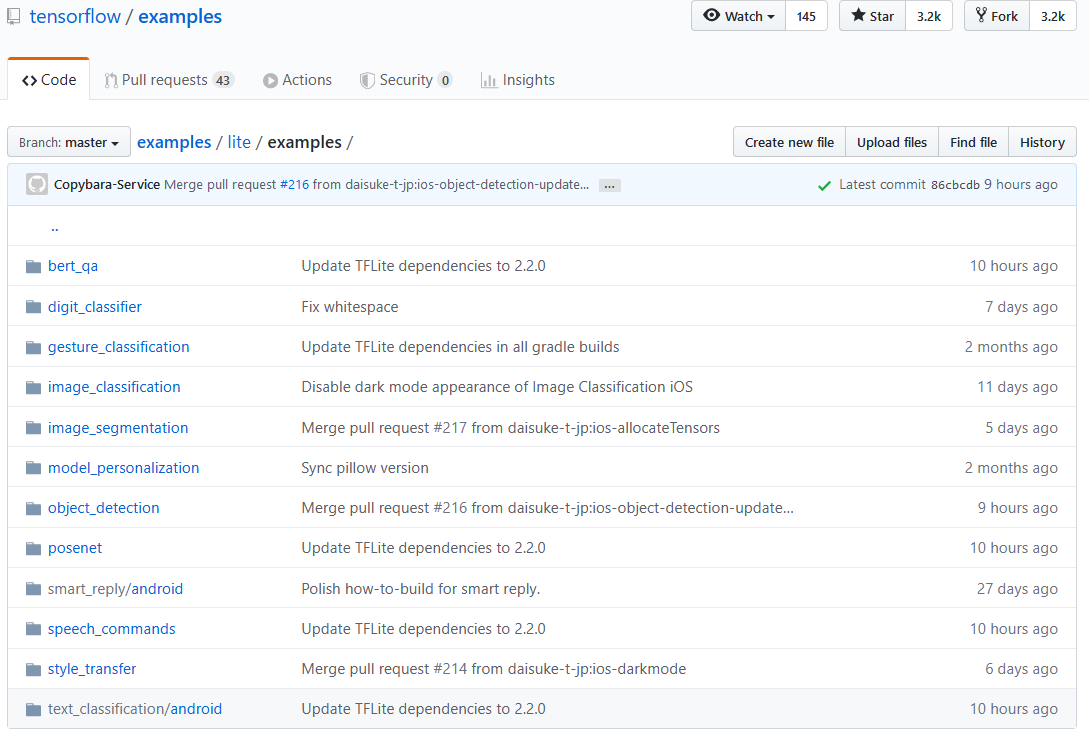 tensorflow / examples Watch 145 Star 3.2k Fork 3.2k
Code Pull requests 43 Actions Security 0 Insights
Branch: master examples / lite / examples / Create new file Upload files Find file History
Copybara-Service Merge pull request #216 from daisuke-t-jp:ios-object-detection-update... ... Latest commit 86cbcdb 9 hours ago
..
bert_qa Update TFLite dependencies to 2.2.0 10 hours ago
digit_classifier Fix whitespace 7 days ago
gesture_classification Update TFLite dependencies in all gradle builds 2 months ago
image_classification Disable dark mode appearance of Image Classification iOS 11 days ago
image_segmentation Merge pull request #217 from daisuke-t-jp:ios-allocateTensors 5 days ago
model_personalization Sync pillow version 2 months ago
object_detection Merge pull request #216 from daisuke-t-jp:ios-object-detection-update... 9 hours ago
posenet Update TFLite dependencies to 2.2.0 10 hours ago
smart_reply/android Polish how-to-build for smart reply. 27 days ago
speech_commands Update TFLite dependencies to 2.2.0 10 hours ago
style_transfer Merge pull request #214 from daisuke-t-jp:ios-darkmode 6 days ago
text_classification/android Update TFLite dependencies to 2.2.0 10 hours ago